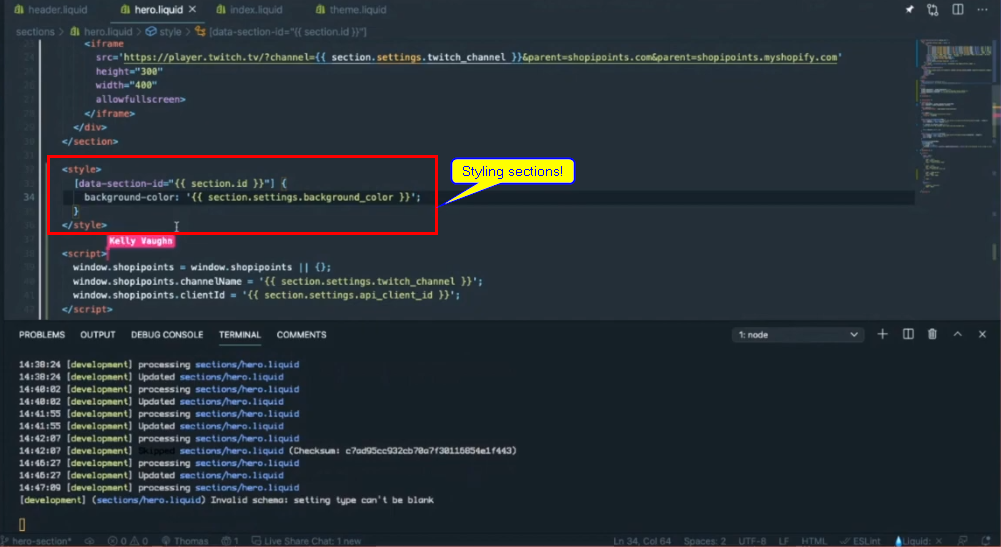 header.liquid
hero.liquid
index.liquid
theme.liquid
sections > hero.liquid > style > [data-section-id="{{ section.id }}"]
<iframe
src='https://player.twitch.tv/?channel={{ section.settings.twitch_channel }}&parent=shopipoints.com&parent=shopipoints.myshopify.com'
height="300"
width="400"
allowfullscreen>
</iframe>
</div>
</section>
<style>
[data-section-id="{{ section.id }}"] {
34 background-color: '{{ section.settings.background_color }}';
}
</style>
Styling sections!
Kelly Vaughn
<script>
window.shopipoints = window.shopipoints || {};
window.shopipoints.channelName = '{{ section.settings.twitch_channel }}';
window.shopipoints.clientId = '{{ section.settings.api_client_id }}';
</script>
PROBLEMS OUTPUT DEBUG CONSOLE TERMINAL COMMENTS
1: node
14:38:24 [development] processing sections/hero.liquid
14:38:24 [development] Updated sections/hero.liquid
14:40:02 [development] processing sections/hero.liquid
14:40:02 [development] Updated sections/hero.liquid
14:41:55 [development] processing sections/hero.liquid
14:41:55 [development] Updated sections/hero.liquid
14:42:07 [development] processing sections/hero.liquid
14:42:07 [development] Skipped sections/hero.liquid (Checksum: c7ad95cc932cb70a7f30116854e1f443)
14:46:27 [development] processing sections/hero.liquid
14:46:27 [development] Updated sections/hero.liquid
14:47:09 [development] processing sections/hero.liquid
[development] (sections/hero.liquid) Invalid schema: setting type can't be blank
hero-section* 0 0 Thomas 1 Live Share Chat: 1 new Ln 34, Col 64 Spaces: 2 UTF-8 LF HTML ESLint Liquid: